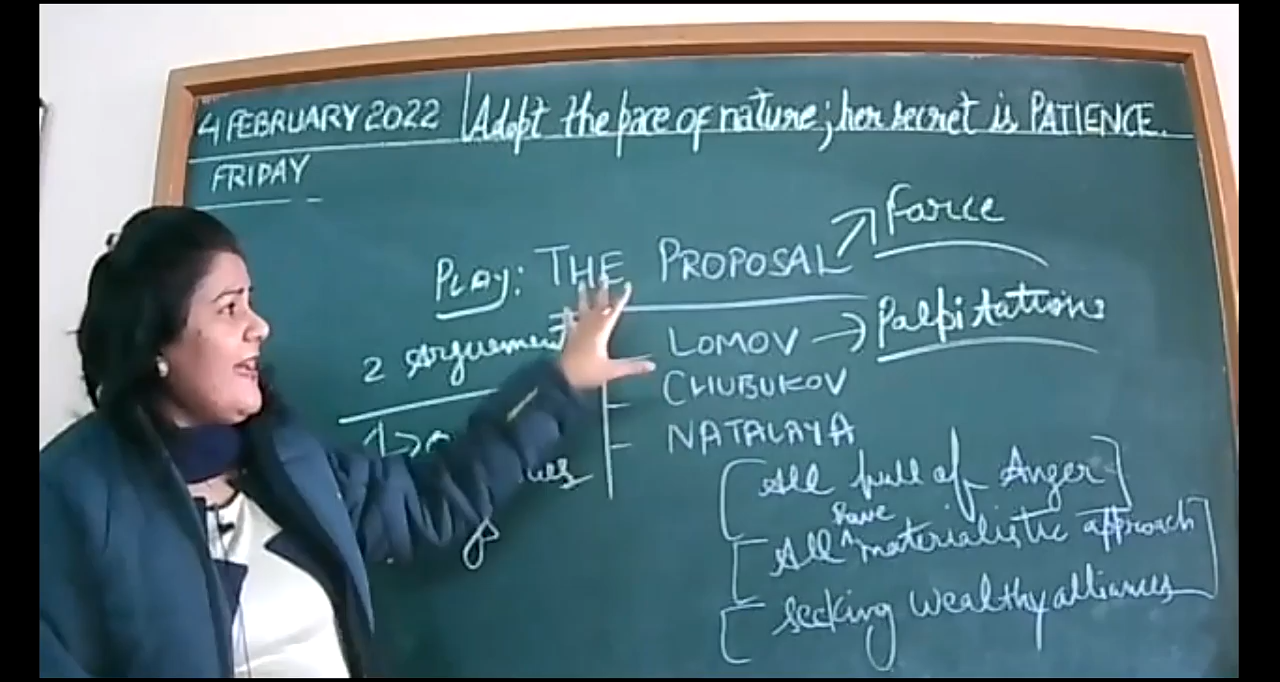 4 FEBRUARY 2022 Adopt the pace of nature; her secret is PATIENCE.
FRIDAY
Farce
PLAY: THE PROPOSAL
LOMOV → Palpitations
2 arguement
CHUBUKOV
NATALAYA
All full of Anger
All have materialistic approach
Seeking wealthy alliances